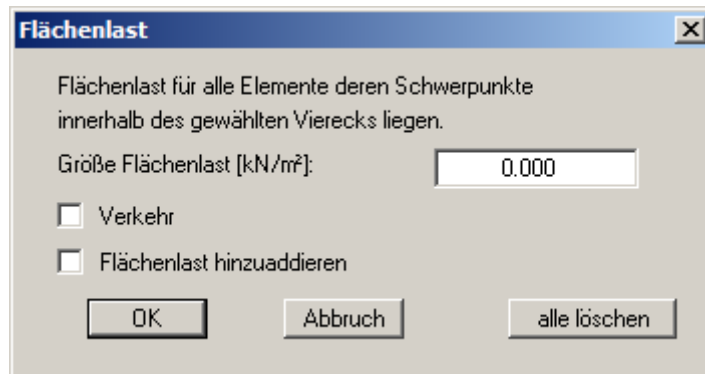 Flächenlast
Flächenlast für alle Elemente deren Schwerpunkte
innerhalb des gewählten Vierecks liegen.
Größe Flächenlast [kN/m²]: 0.000
Verkehr
Flächenlast hinzuaddieren
OK Abbruch alle löschen